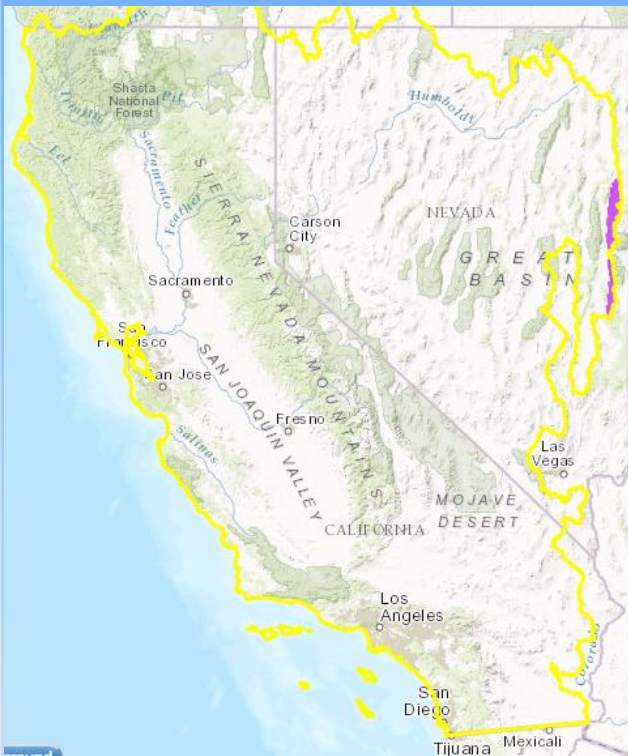 Shasta
National
Forest
Pit
Trinity
Humboldt
Eel
Sacramento
Feather
SIERRA NEVADA MOUNTAINS
Carson
City
NEVADA
GREAT
BASIN
Sacramento
San
Francisco
San Jose
SAN JOAQUIN VALLEY
Fresno
Salinas
Las
Vegas
MOJAVE
DESERT
CALIFORNIA
Los
Angeles
Colorado
San
Diego
Tijuana
Mexicali